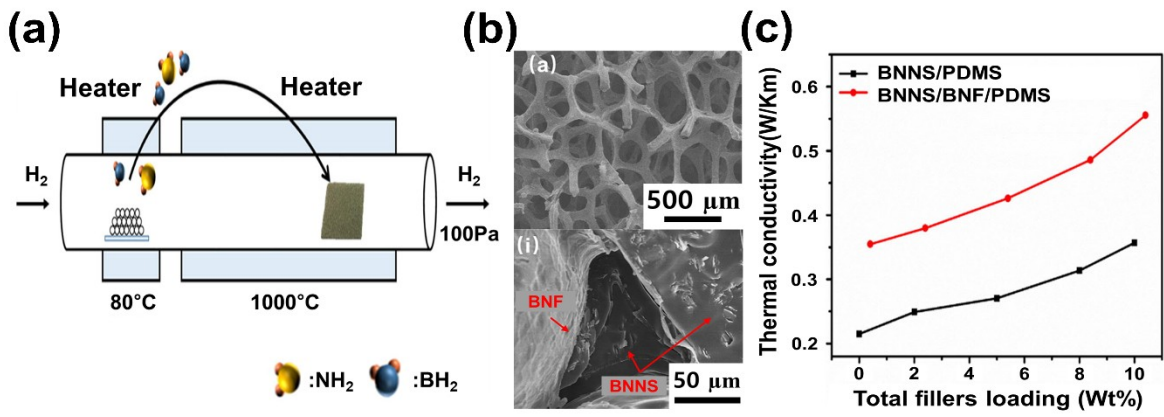 (a)
Heater
Heater
H₂
H₂
100Pa
80°C
1000°C
:NH₂
:BH₂
(b)
(a)
500 μm
(i)
BNF
BNNS
50 μm
(c)
Thermal conductivity(W/Km)
0.6
0.5
0.4
0.3
0.2
BNNS/PDMS
BNNS/BNF/PDMS
0 2 4 6 8 10
Total fillers loading (Wt%)